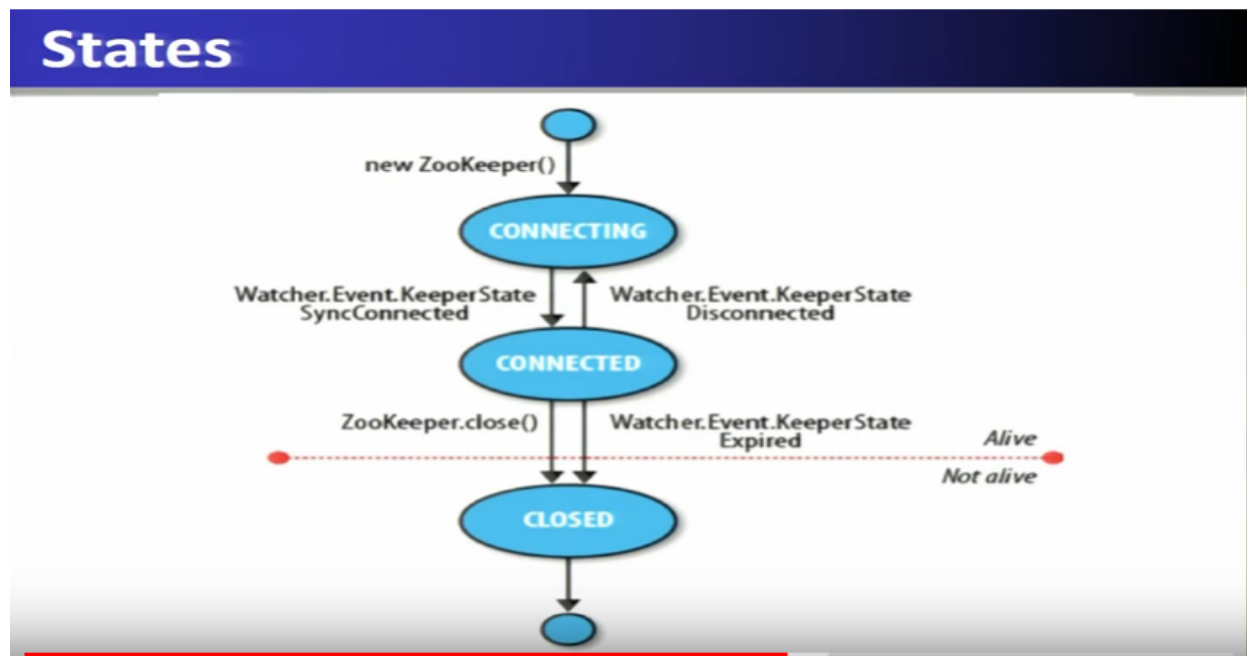 States
new ZooKeeper()
CONNECTING
Watcher.Event.KeeperState
SyncConnected
Watcher.Event.KeeperState
Disconnected
CONNECTED
ZooKeeper.close()
Watcher.Event.KeeperState
Expired
Alive
Not alive
CLOSED